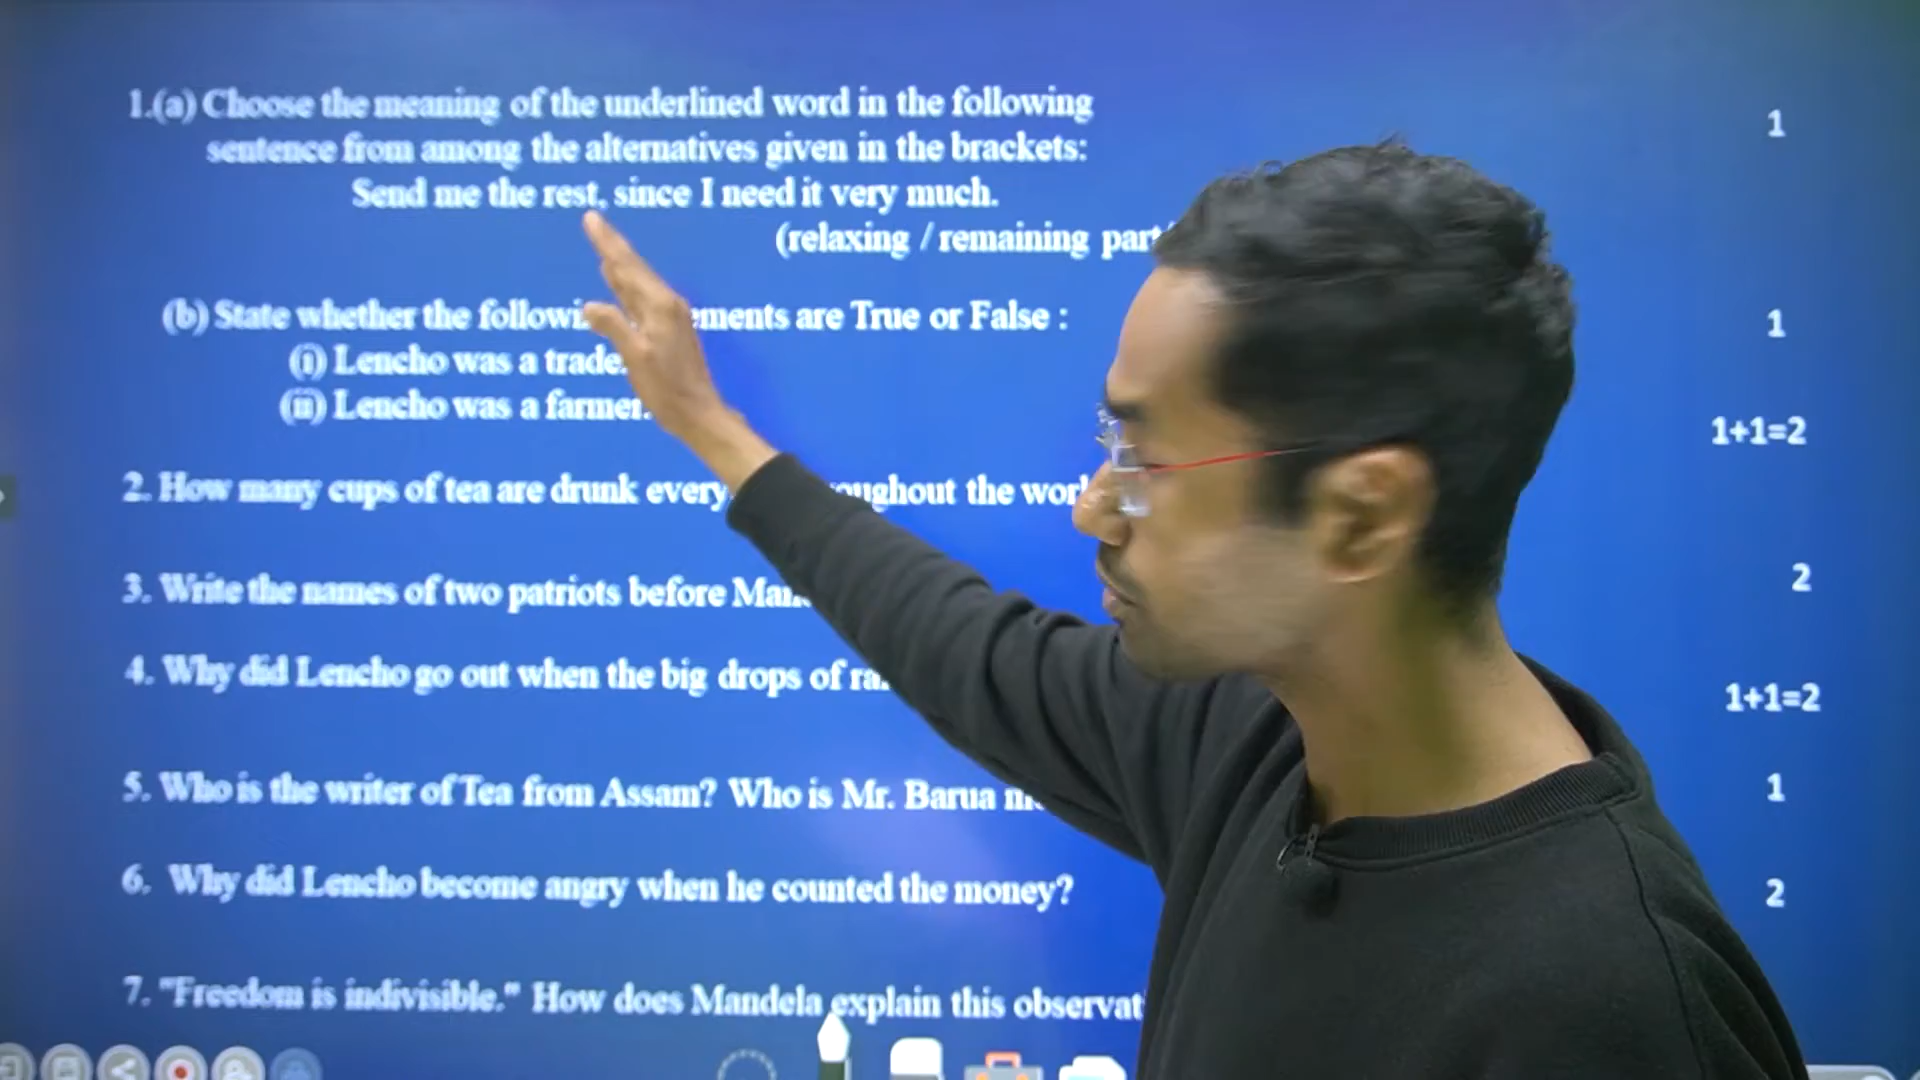 1.(a) Choose the meaning of the underlined word in the following 1
sentence from among the alternatives given in the brackets:
Send me the rest, since I need it very much.
(relaxing / remaining part
(b) State whether the following are True or False : 1
(i) Lencho was a trade
(ii) Lencho was a farmer.
1+1=2
2. How many cups of tea are drunk every the
3. Write the names of two patriots before 2
4. Why did Lencho go out when the big drops of 1+1=2
5. Who is the writer of Tea from Assam? Who is Mr. Barua 1
6. Why did Lencho become angry when he counted the money? 2
7. "Freedom is indivisible." How does Mandela explain this